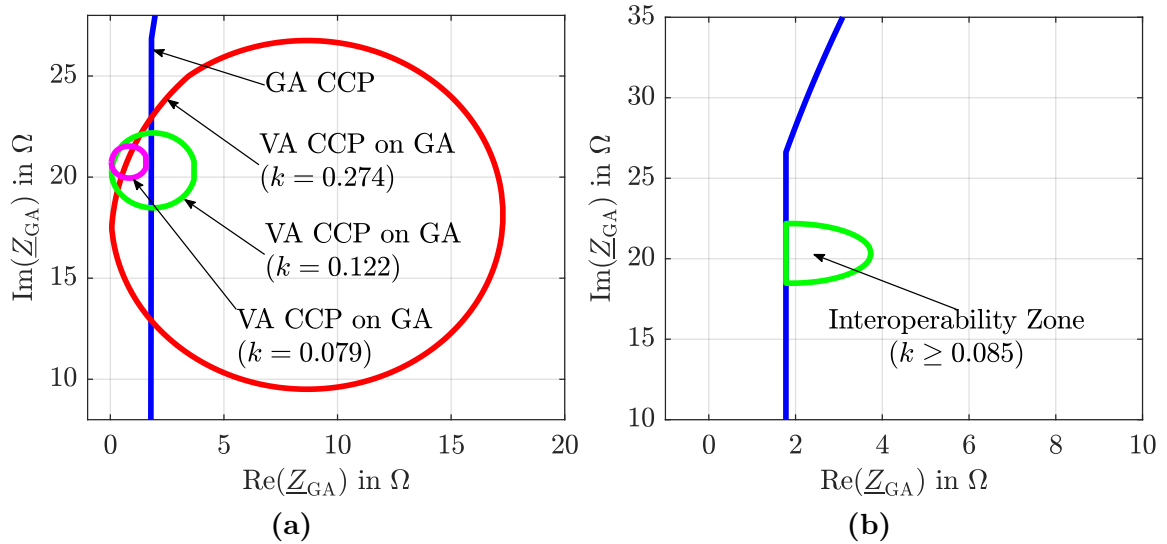 25
20
15
10
0
5
10
15
20
Im(Z_GA) in Ω
Re(Z_GA) in Ω
GA CCP
VA CCP on GA
(k = 0.274)
VA CCP on GA
(k = 0.122)
VA CCP on GA
(k = 0.079)
(a)
35
30
25
20
15
10
0
2
4
6
8
10
Im(Z_GA) in Ω
Re(Z_GA) in Ω
Interoperability Zone
(k ≥ 0.085)
(b)